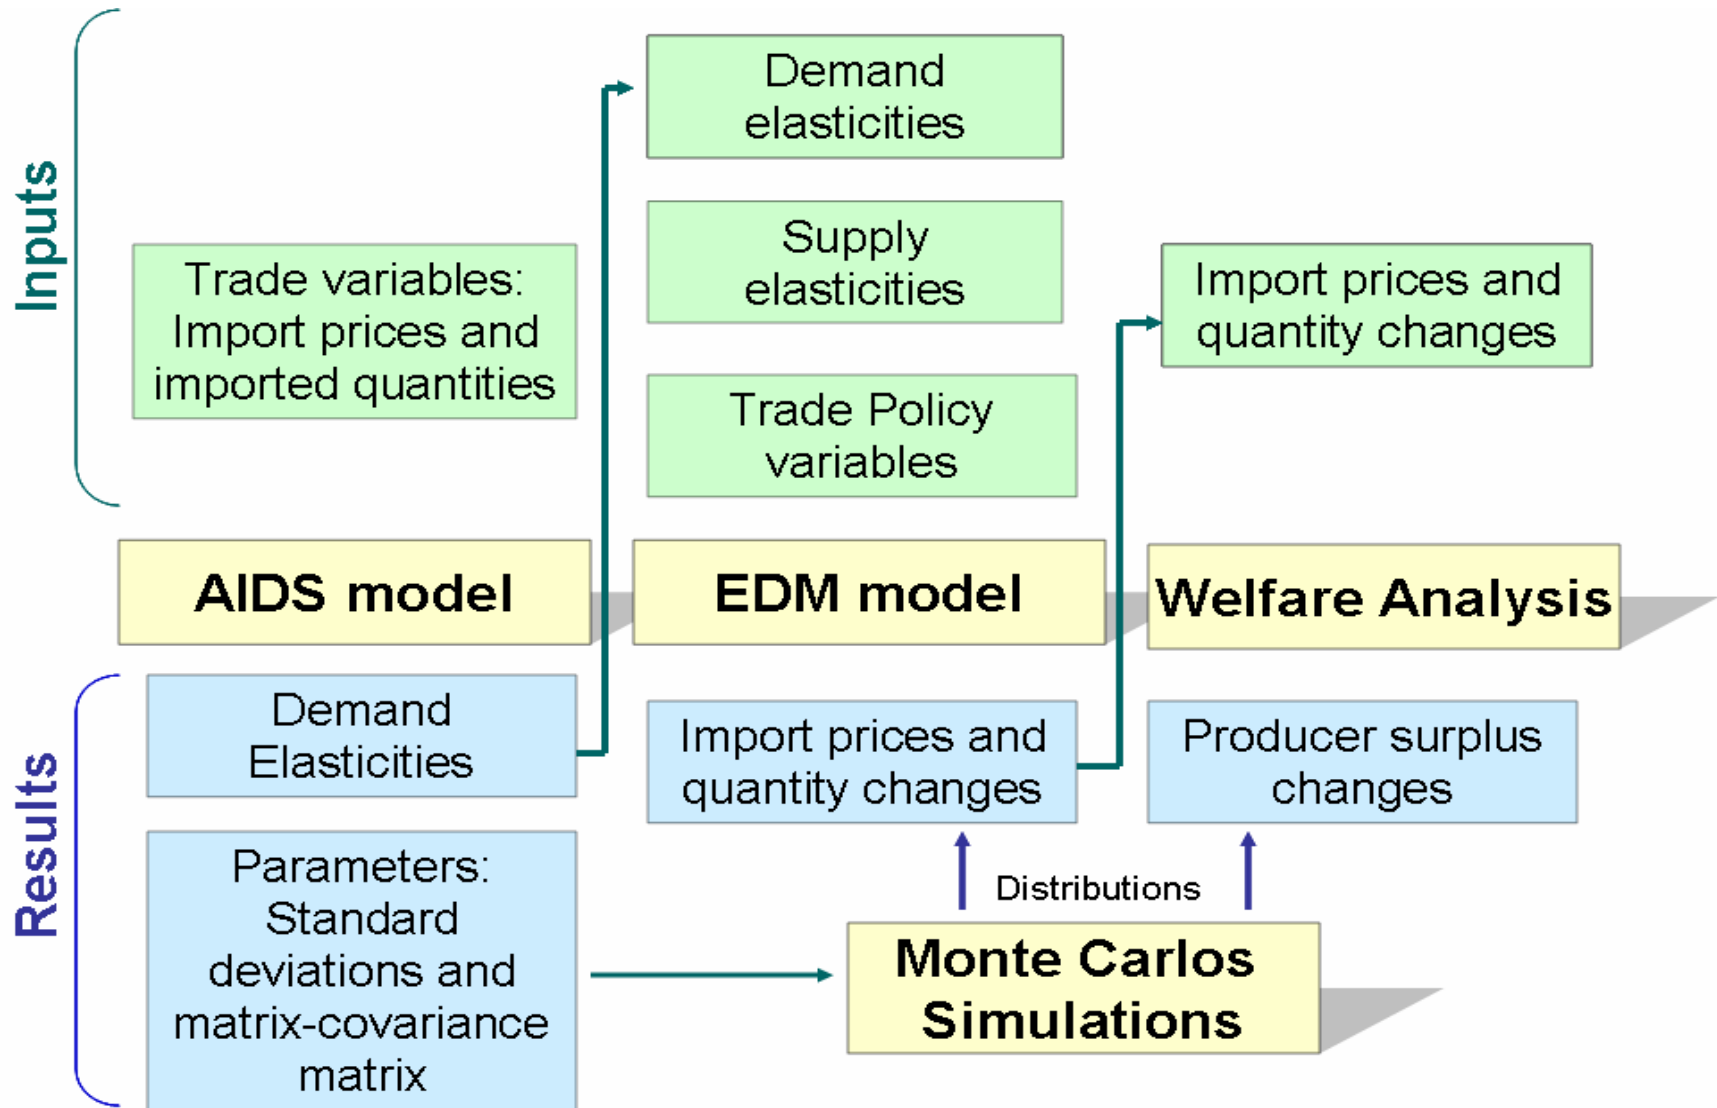 Inputs
Demand
elasticities
Supply
elasticities
Trade variables:
Import prices and
imported quantities
Import prices and
quantity changes
Trade Policy
variables
AIDS model
EDM model
Welfare Analysis
Results
Demand
Elasticities
Import prices and
quantity changes
Producer surplus
changes
Parameters:
Standard
deviations and
matrix-covariance
matrix
Distributions
Monte Carlos
Simulations